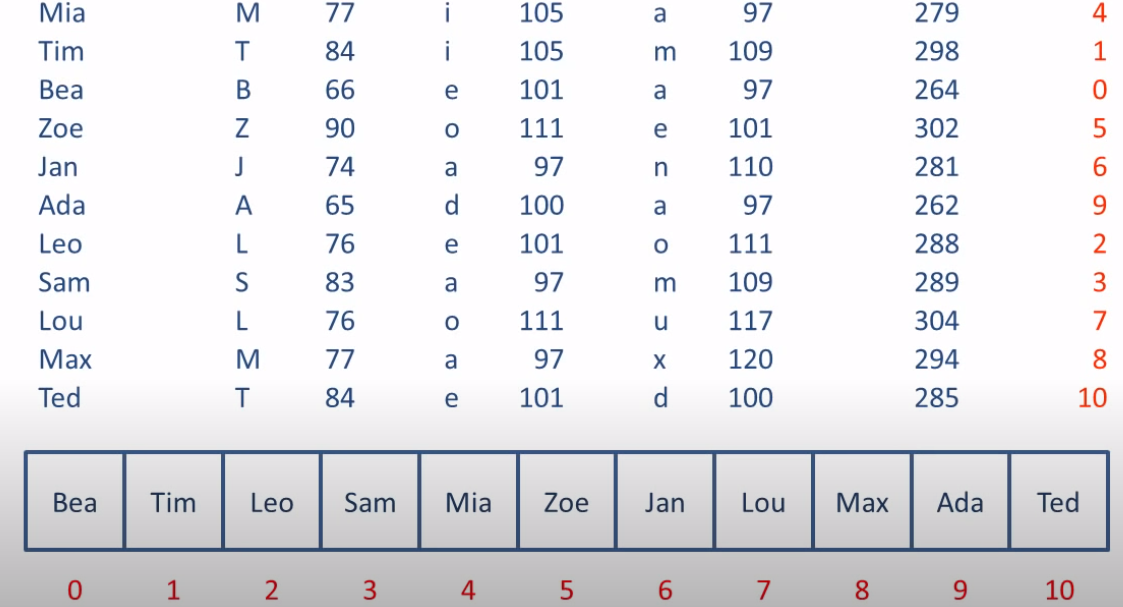 Mia M 77 i 105 a 97 279 4
Tim T 84 i 105 m 109 298 1
Bea B 66 e 101 a 97 264 0
Zoe Z 90 o 111 e 101 302 5
Jan J 74 a 97 n 110 281 6
Ada A 65 d 100 a 97 262 9
Leo L 76 e 101 o 111 288 2
Sam S 83 a 97 m 109 289 3
Lou L 76 o 111 u 117 304 7
Max M 77 a 97 x 120 294 8
Ted T 84 e 101 d 100 285 10
Bea Tim Leo Sam Mia Zoe Jan Lou Max Ada Ted
0 1 2 3 4 5 6 7 8 9 10